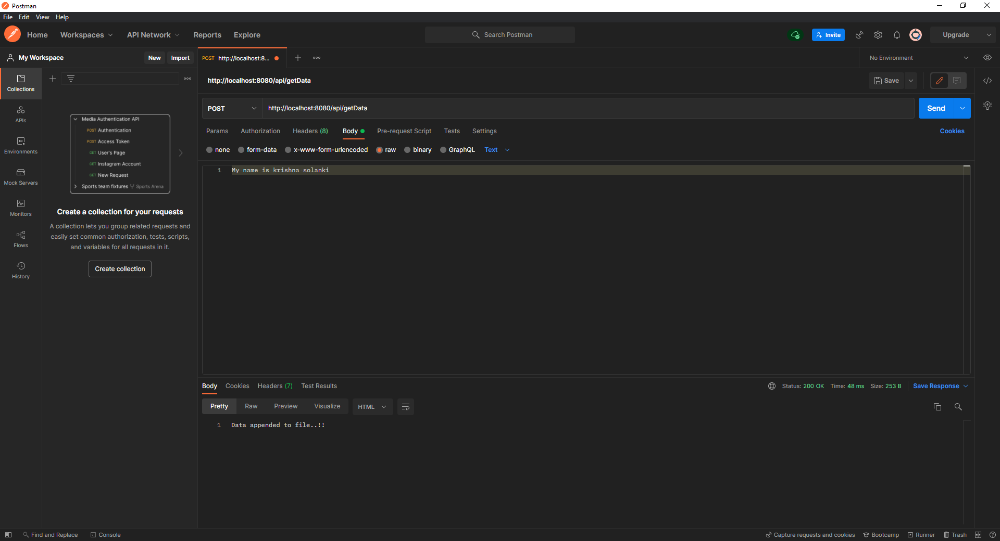 Postman
File Edit View Help
Home Workspaces API Network Reports Explore Search Postman Invite Upgrade
My Workspace New Import POST http://localhost:8... No Environment
Collections
APIs
Environments
Mock Servers
Monitors
Flows
History
Media Authentication API
POST Authentication
POST Access Token
GET User's Page
GET Instagram Account
GET New Request
Sports team fixtures Sports Arena
Create a collection for your requests
A collection lets you group related requests and
easily set common authorization, tests, scripts,
and variables for all requests in it.
Create collection
http://localhost:8080/api/getData Save
POST http://localhost:8080/api/getData Send
Params Authorization Headers (8) Body Pre-request Script Tests Settings Cookies
none form-data x-www-form-urlencoded raw binary GraphQL Text
1 My name is krishna solanki
Body Cookies Headers (7) Test Results Status: 200 OK Time: 48 ms Size: 253 B Save Response
Pretty Raw Preview Visualize HTML
1 Data appended to file..!!
Find and Replace Console Capture requests and cookies Bootcamp Runner Trash